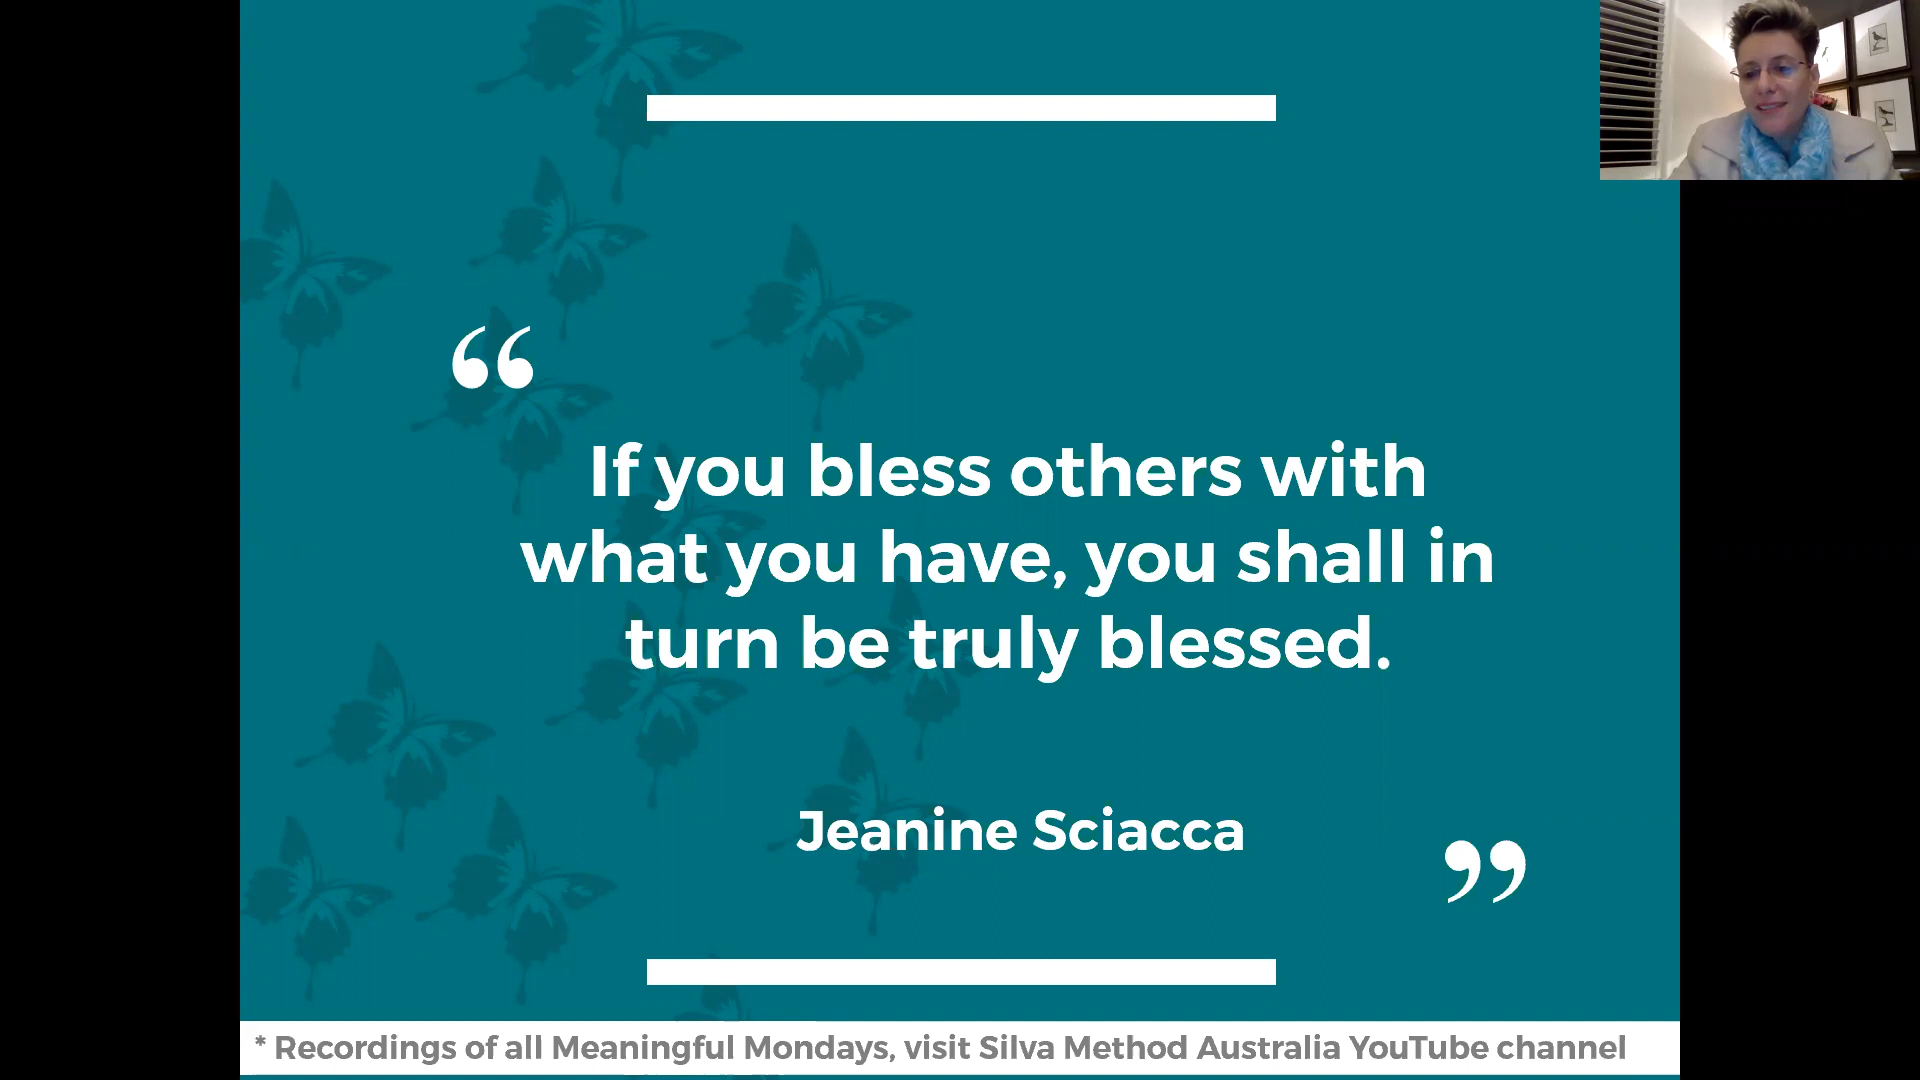 “
If you bless others with
what you have, you shall in
turn be truly blessed.
Jeanine Sciacca
”
* Recordings of all Meaningful Mondays, visit Silva Method Australia YouTube channel